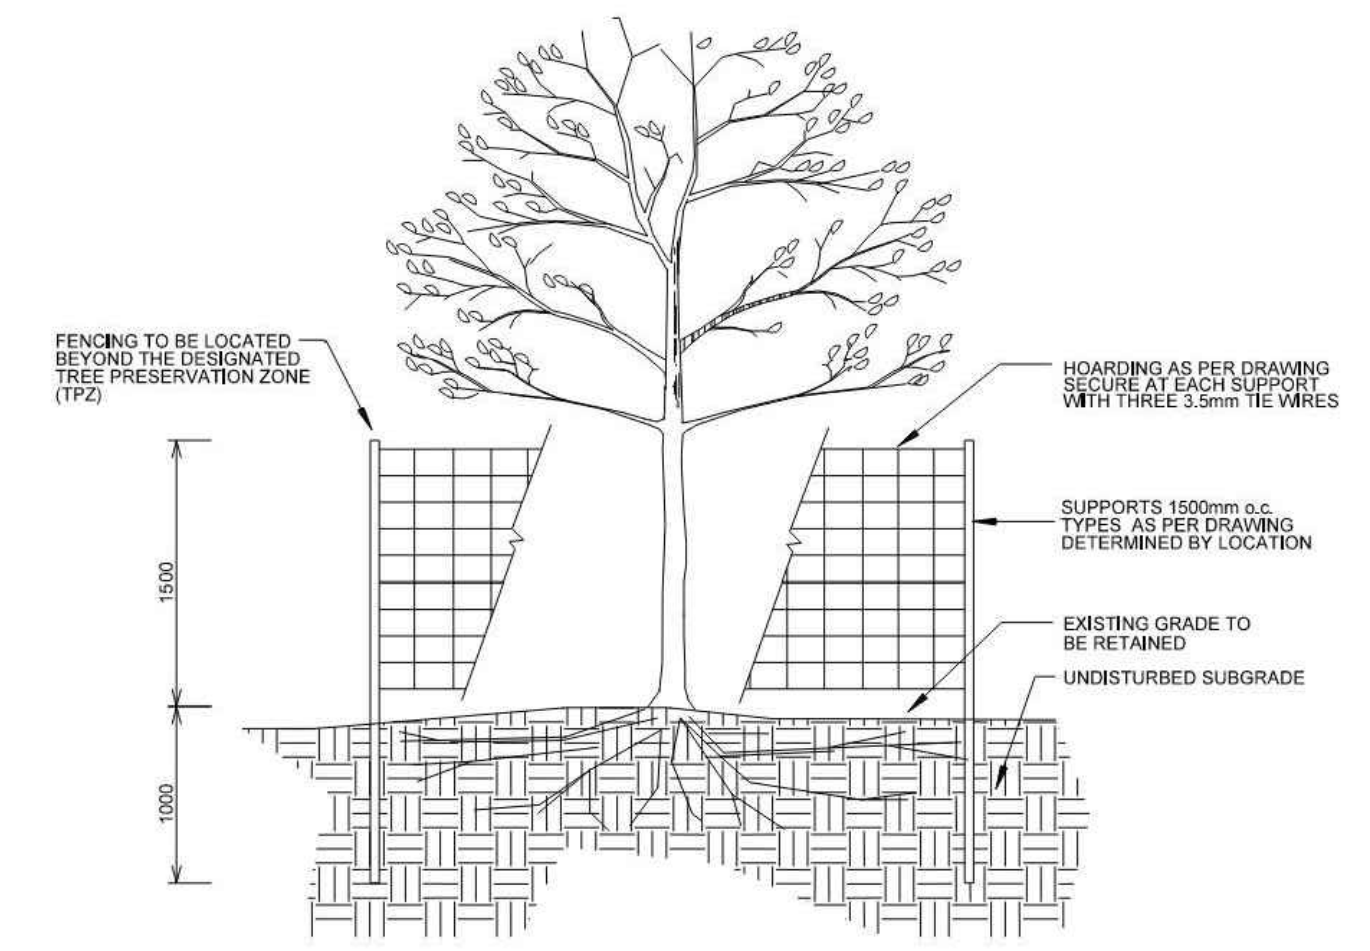 FENCING TO BE LOCATED
BEYOND THE DESIGNATED
TREE PRESERVATION ZONE
(TPZ)
HOARDING AS PER DRAWING
SECURE AT EACH SUPPORT
WITH THREE 3.5mm TIE WIRES
SUPPORTS 1500mm o.c.
TYPES AS PER DRAWING
DETERMINED BY LOCATION
1500
EXISTING GRADE TO
BE RETAINED
UNDISTURBED SUBGRADE
1000